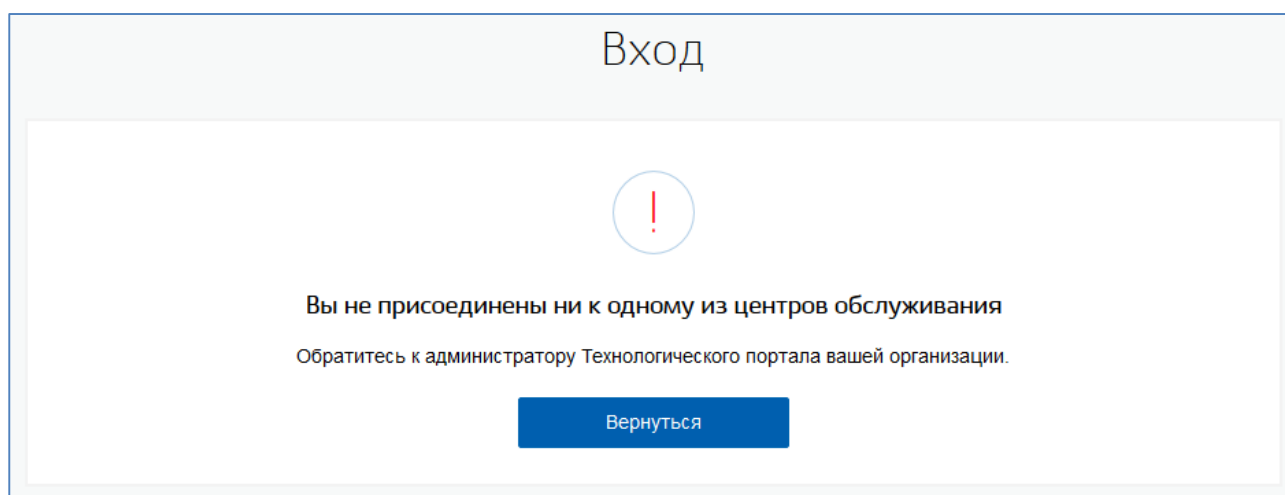 Вход
!
Вы не присоединены ни к одному из центров обслуживания
Обратитесь к администратору Технологического портала вашей организации.
Вернуться